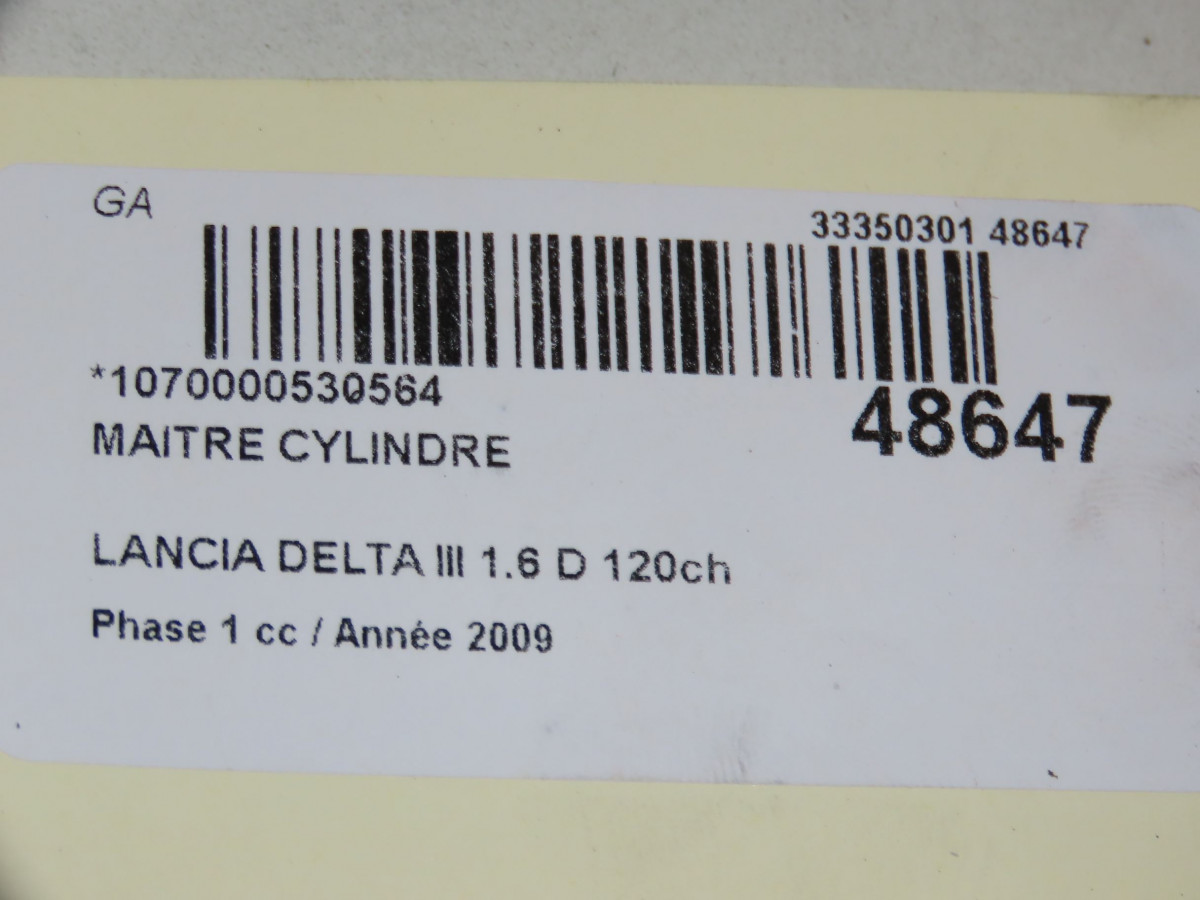 GA
33350301 48647
*1070000530564
48647
MAITRE CYLINDRE
LANCIA DELTA III 1.6 D 120ch
Phase 1 cc / Année 2009